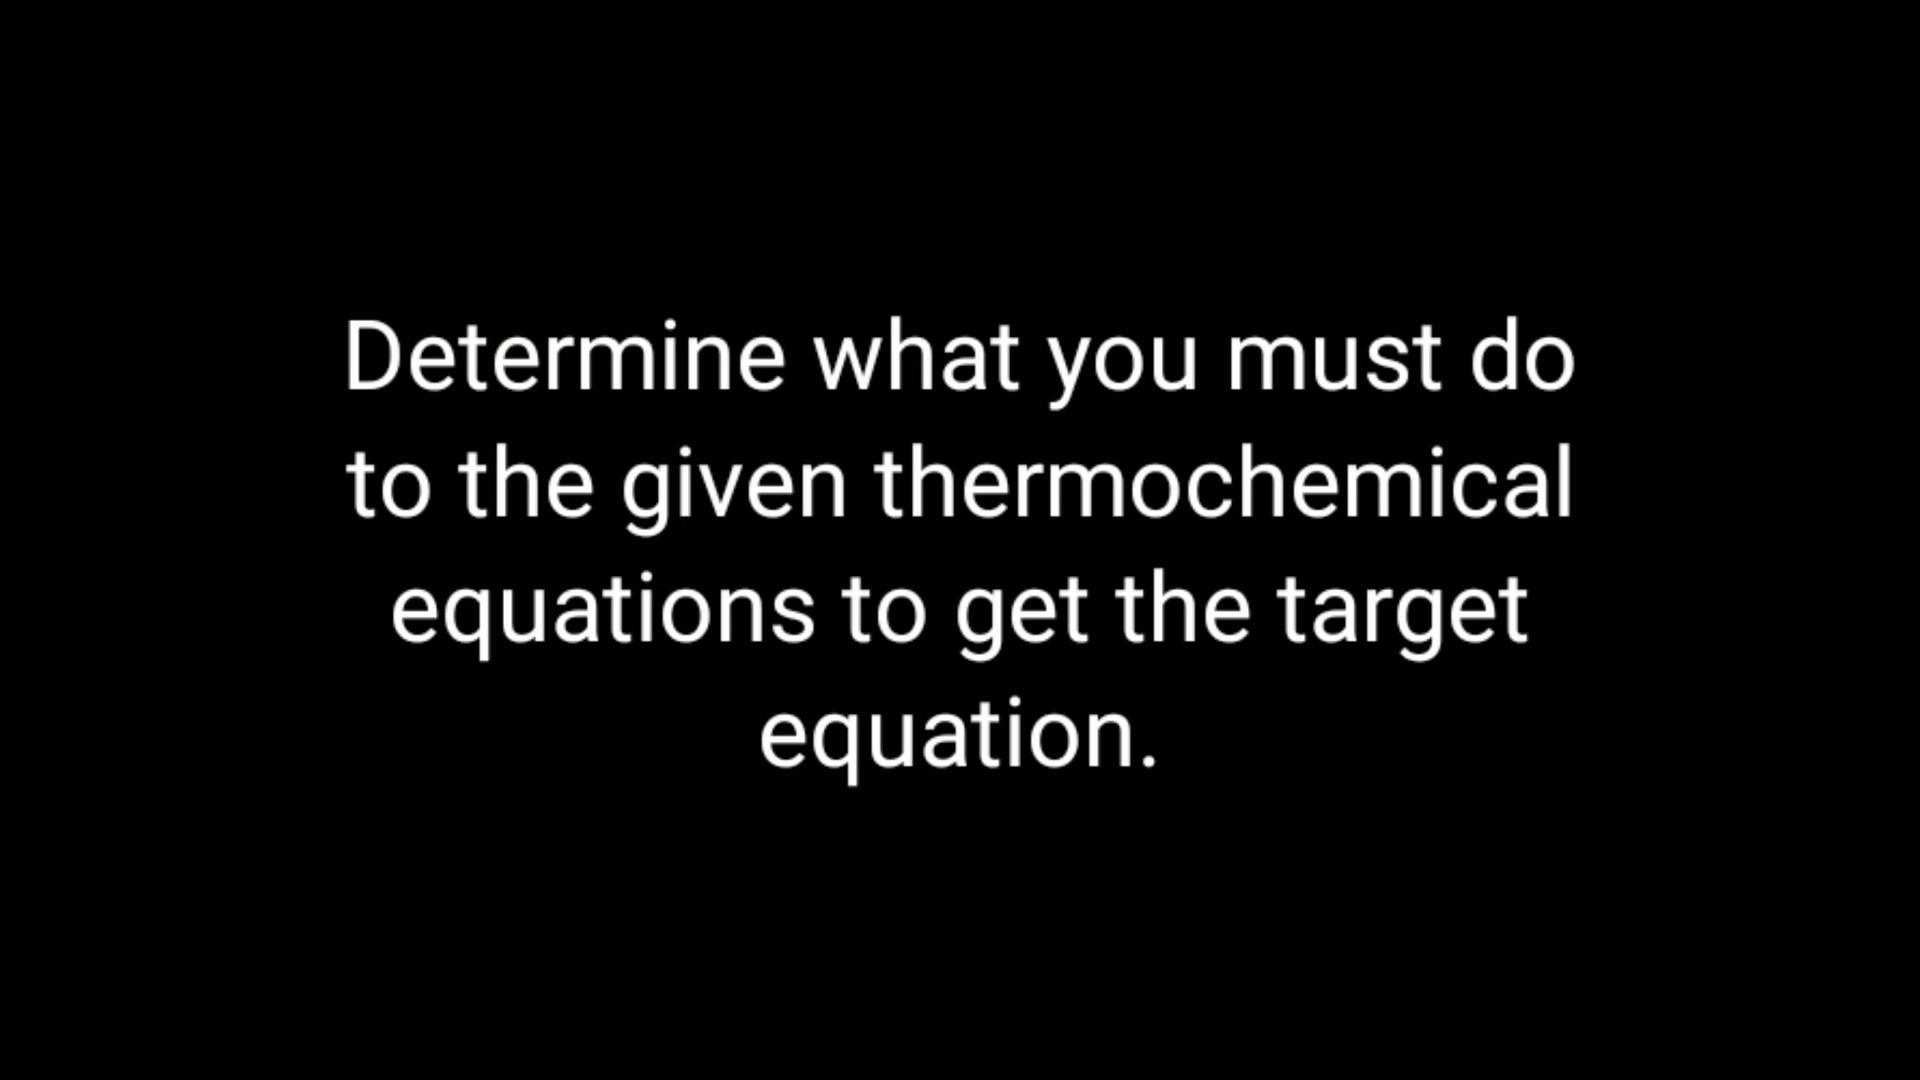 Determine what you must do
to the given thermochemical
equations to get the target
equation.